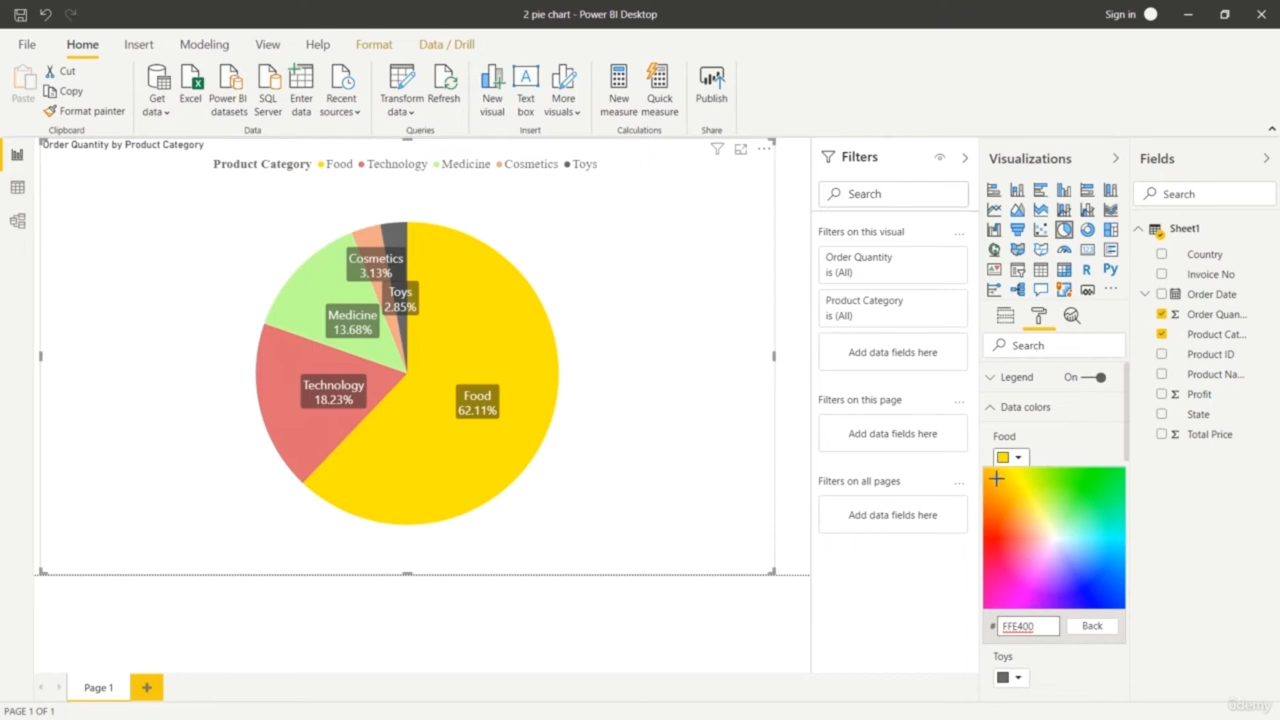 2 pie chart - Power BI Desktop
Sign in
File Home Insert Modeling View Help Format Data / Drill
Paste
Cut
Copy
Format painter
Clipboard
Get data
Excel
Power BI datasets
SQL Server
Enter data
Recent sources
Data
Transform data
Refresh
Queries
New visual
Text box
More visuals
Insert
New measure
Quick measure
Calculations
Publish
Share
Order Quantity by Product Category
Product Category Food Technology Medicine Cosmetics Toys
Cosmetics
3.13%
Toys
2.85%
Medicine
13.68%
Technology
18.23%
Food
62.11%
Filters
Search
Filters on this visual
...
Order Quantity
is (All)
Product Category
is (All)
Add data fields here
Filters on this page
...
Add data fields here
Filters on all pages
...
Add data fields here
Visualizations
R
Py
...
Search
Legend On
Data colors
Food
# FFE400
Back
Toys
Fields
Search
Sheet1
Country
Invoice No
Order Date
Σ Order Quan...
Product Cat...
Product ID
Product Na...
Σ Profit
State
Σ Total Price
Page 1
+
PAGE 1 OF 1
ûdemy